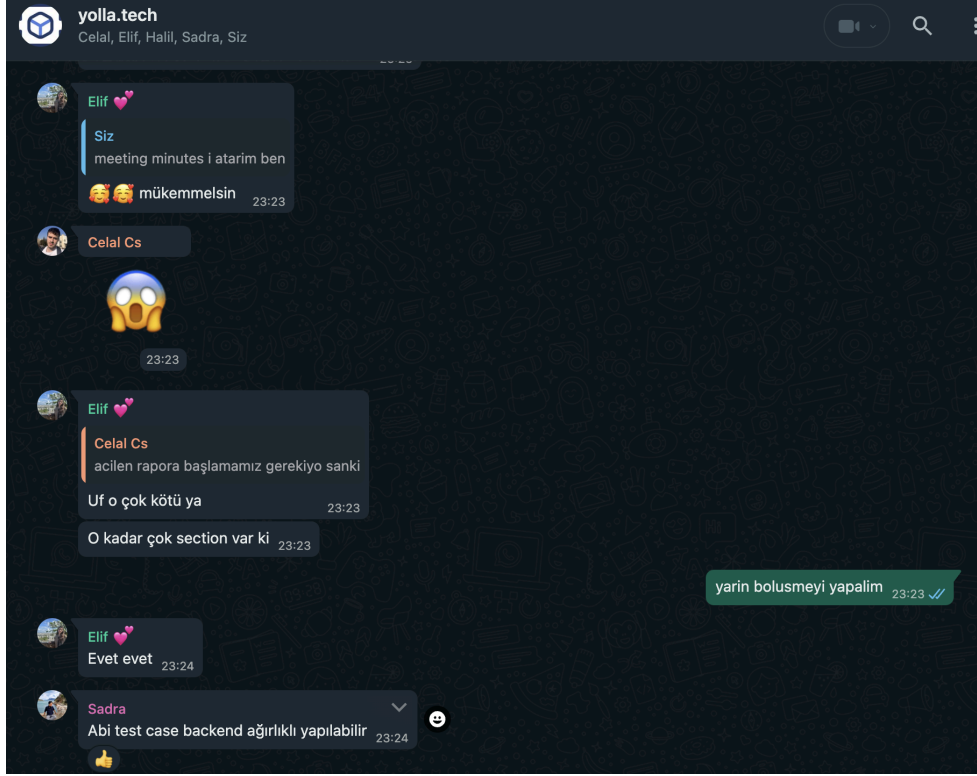 yolla.tech
Celal, Elif, Halil, Sadra, Siz
Elif 💕
Siz
meeting minutes i atarim ben
🥰🥰 mükemmelsin 23:23
Celal Cs
😱
23:23
Elif 💕
Celal Cs
acilen rapora başlamamız gerekiyo sanki
Uf o çok kötü ya 23:23
O kadar çok section var ki 23:23
yarin bolusmeyi yapalim 23:23
Elif 💕
Evet evet 23:24
Sadra
Abi test case backend ağırlıklı yapılabilir 23:24
👍